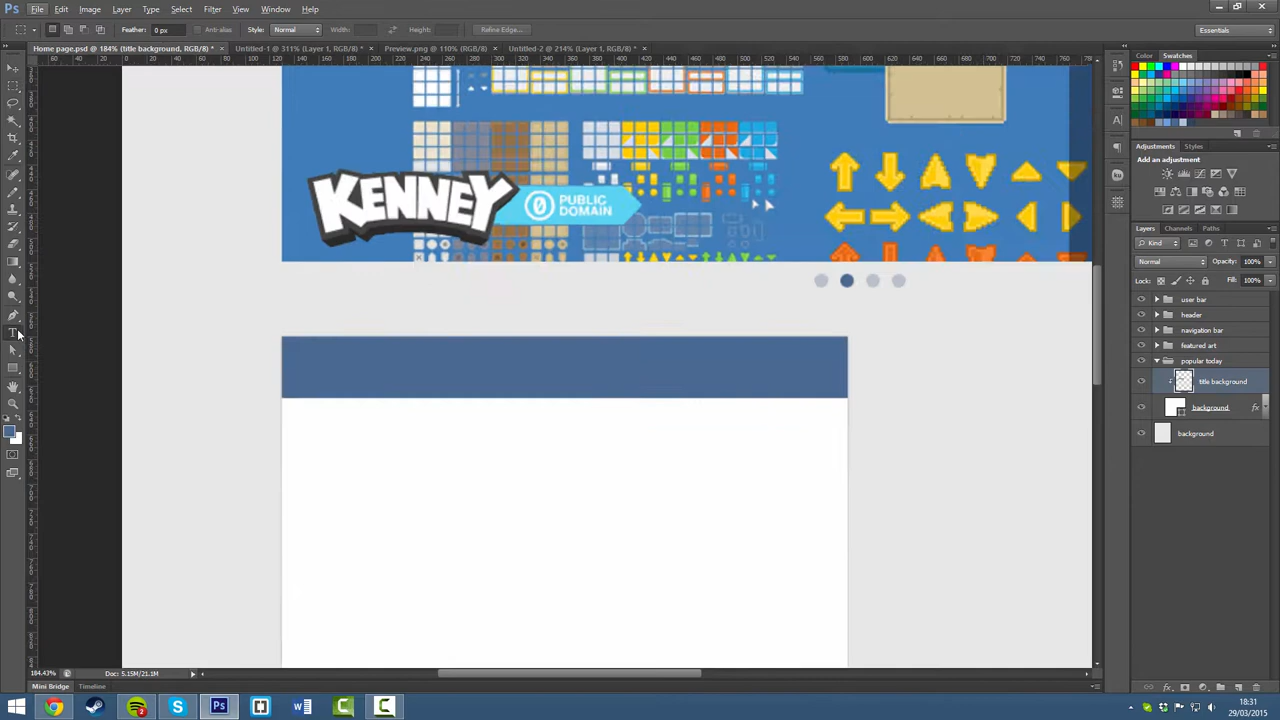 Ps File Edit Image Layer Type Select Filter View Window Help
Feather: 0 px Anti-alias Style: Normal Width: Height: Refine Edge... Essentials
Home page.psd @ 184% (title background, RGB/8) * × Untitled-1 @ 311% (Layer 1, RGB/8) * × Preview.png @ 110% (RGB/8) × Untitled-2 @ 214% (Layer 1, RGB/8) * ×
Color Swatches
KENNEY
0 PUBLIC
DOMAIN
Adjustments Styles
Add an adjustment
Layers Channels Paths
Kind
Normal Opacity: 100%
Lock: Fill: 100%
user bar
header
navigation bar
featured art
popular today
title background
background fx
background
184.43% Doc: 5.15M/21.1M
Mini Bridge Timeline
18:31
29/03/2015